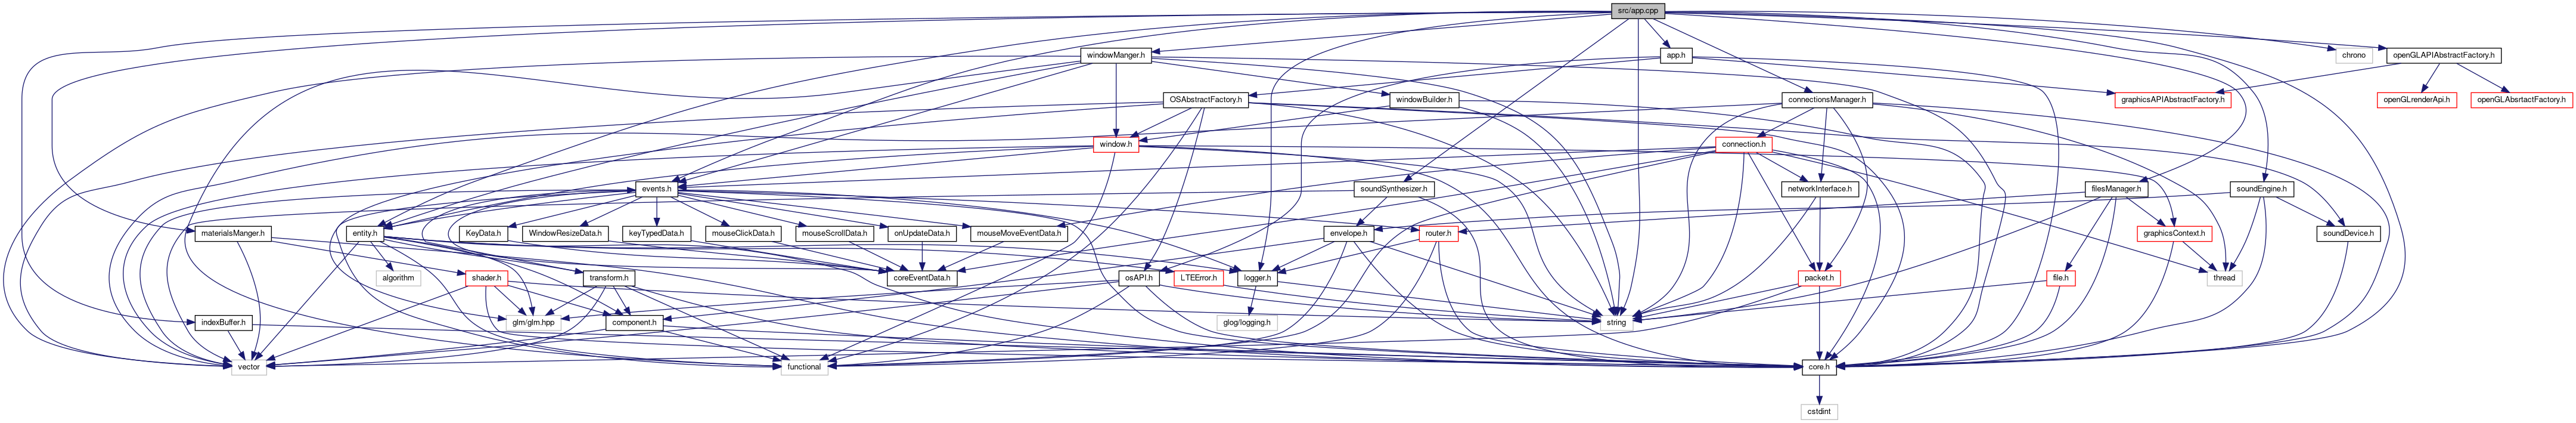 src/app.cpp
windowManger.h
app.h
chrono
openGLAPIAbstractFactory.h
OSAbstractFactory.h
windowBuilder.h
connectionsManager.h
graphicsAPIAbstractFactory.h
openGLrenderApi.h
openGLAbsrtactFactory.h
window.h
connection.h
events.h
soundSynthesizer.h
networkInterface.h
filesManager.h
soundEngine.h
materialsManger.h
entity.h
KeyData.h
WindowResizeData.h
keyTypedData.h
mouseClickData.h
mouseScrollData.h
onUpdateData.h
mouseMoveEventData.h
envelope.h
router.h
graphicsContext.h
soundDevice.h
algorithm
shader.h
transform.h
coreEventData.h
osAPI.h
LTEError.h
logger.h
packet.h
file.h
thread
indexBuffer.h
glm/glm.hpp
component.h
glog/logging.h
string
vector
functional
core.h
cstdint